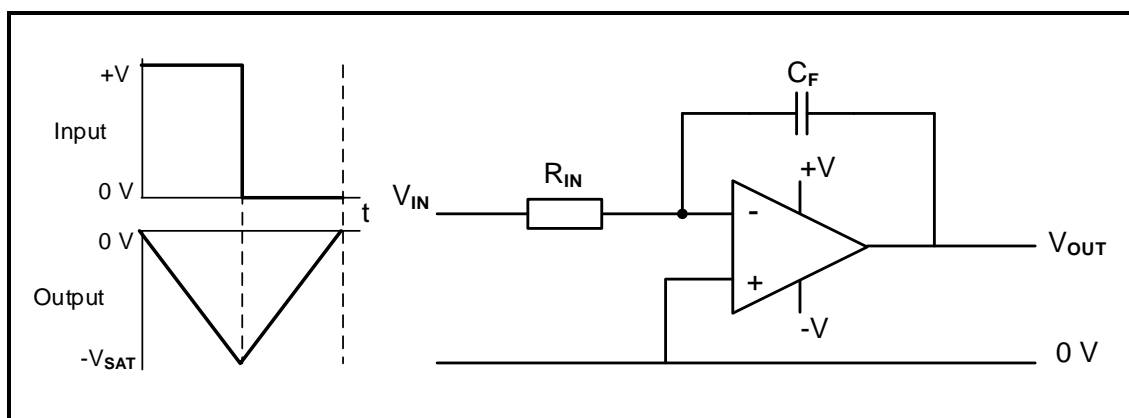 +V
Input
0 V
t
0 V
Output
-VSAT
CF
RIN
VIN
+V
-
+
-V
VOUT
0 V